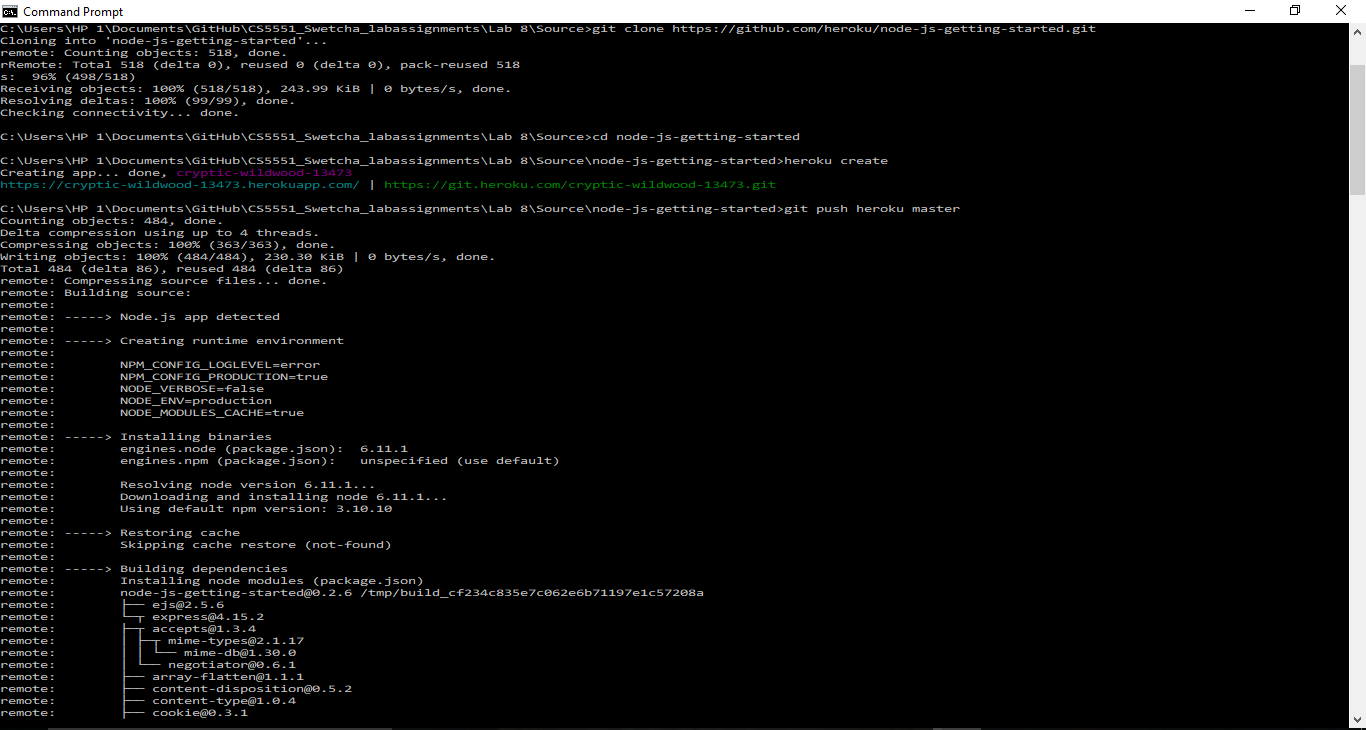 Command Prompt
C:\Users\HP 1\Documents\GitHub\CS5551_Swetcha_labassignments\Lab 8\Source>git clone https://github.com/heroku/node-js-getting-started.git
Cloning into 'node-js-getting-started'...
remote: Counting objects: 518, done.
rRemote: Total 518 (delta 0), reused 0 (delta 0), pack-reused 518
s:  96% (498/518)
Receiving objects: 100% (518/518), 243.99 KiB | 0 bytes/s, done.
Resolving deltas: 100% (99/99), done.
Checking connectivity... done.
C:\Users\HP 1\Documents\GitHub\CS5551_Swetcha_labassignments\Lab 8\Source>cd node-js-getting-started
C:\Users\HP 1\Documents\GitHub\CS5551_Swetcha_labassignments\Lab 8\Source\node-js-getting-started>heroku create
Creating app... done, cryptic-wildwood-13473
https://cryptic-wildwood-13473.herokuapp.com/ | https://git.heroku.com/cryptic-wildwood-13473.git
C:\Users\HP 1\Documents\GitHub\CS5551_Swetcha_labassignments\Lab 8\Source\node-js-getting-started>git push heroku master
Counting objects: 484, done.
Delta compression using up to 4 threads.
Compressing objects: 100% (363/363), done.
Writing objects: 100% (484/484), 230.30 KiB | 0 bytes/s, done.
Total 484 (delta 86), reused 484 (delta 86)
remote: Compressing source files... done.
remote: Building source:
remote:
remote: -----> Node.js app detected
remote:
remote: -----> Creating runtime environment
remote:
remote:        NPM_CONFIG_LOGLEVEL=error
remote:        NPM_CONFIG_PRODUCTION=true
remote:        NODE_VERBOSE=false
remote:        NODE_ENV=production
remote:        NODE_MODULES_CACHE=true
remote:
remote: -----> Installing binaries
remote:        engines.node (package.json):  6.11.1
remote:        engines.npm (package.json):   unspecified (use default)
remote:
remote:        Resolving node version 6.11.1...
remote:        Downloading and installing node 6.11.1...
remote:        Using default npm version: 3.10.10
remote:
remote: -----> Restoring cache
remote:        Skipping cache restore (not-found)
remote:
remote: -----> Building dependencies
remote:        Installing node modules (package.json)
remote:        node-js-getting-started@0.2.6 /tmp/build_cf234c835e7c062e6b71197e1c57208a
remote:        ├── ejs@2.5.6
remote:        └─┬ express@4.15.2
remote:        ├─┬ accepts@1.3.4
remote:        │ ├─┬ mime-types@2.1.17
remote:        │ │ └── mime-db@1.30.0
remote:        │ └── negotiator@0.6.1
remote:        ├── array-flatten@1.1.1
remote:        ├── content-disposition@0.5.2
remote:        ├── content-type@1.0.4
remote:        ├── cookie@0.3.1